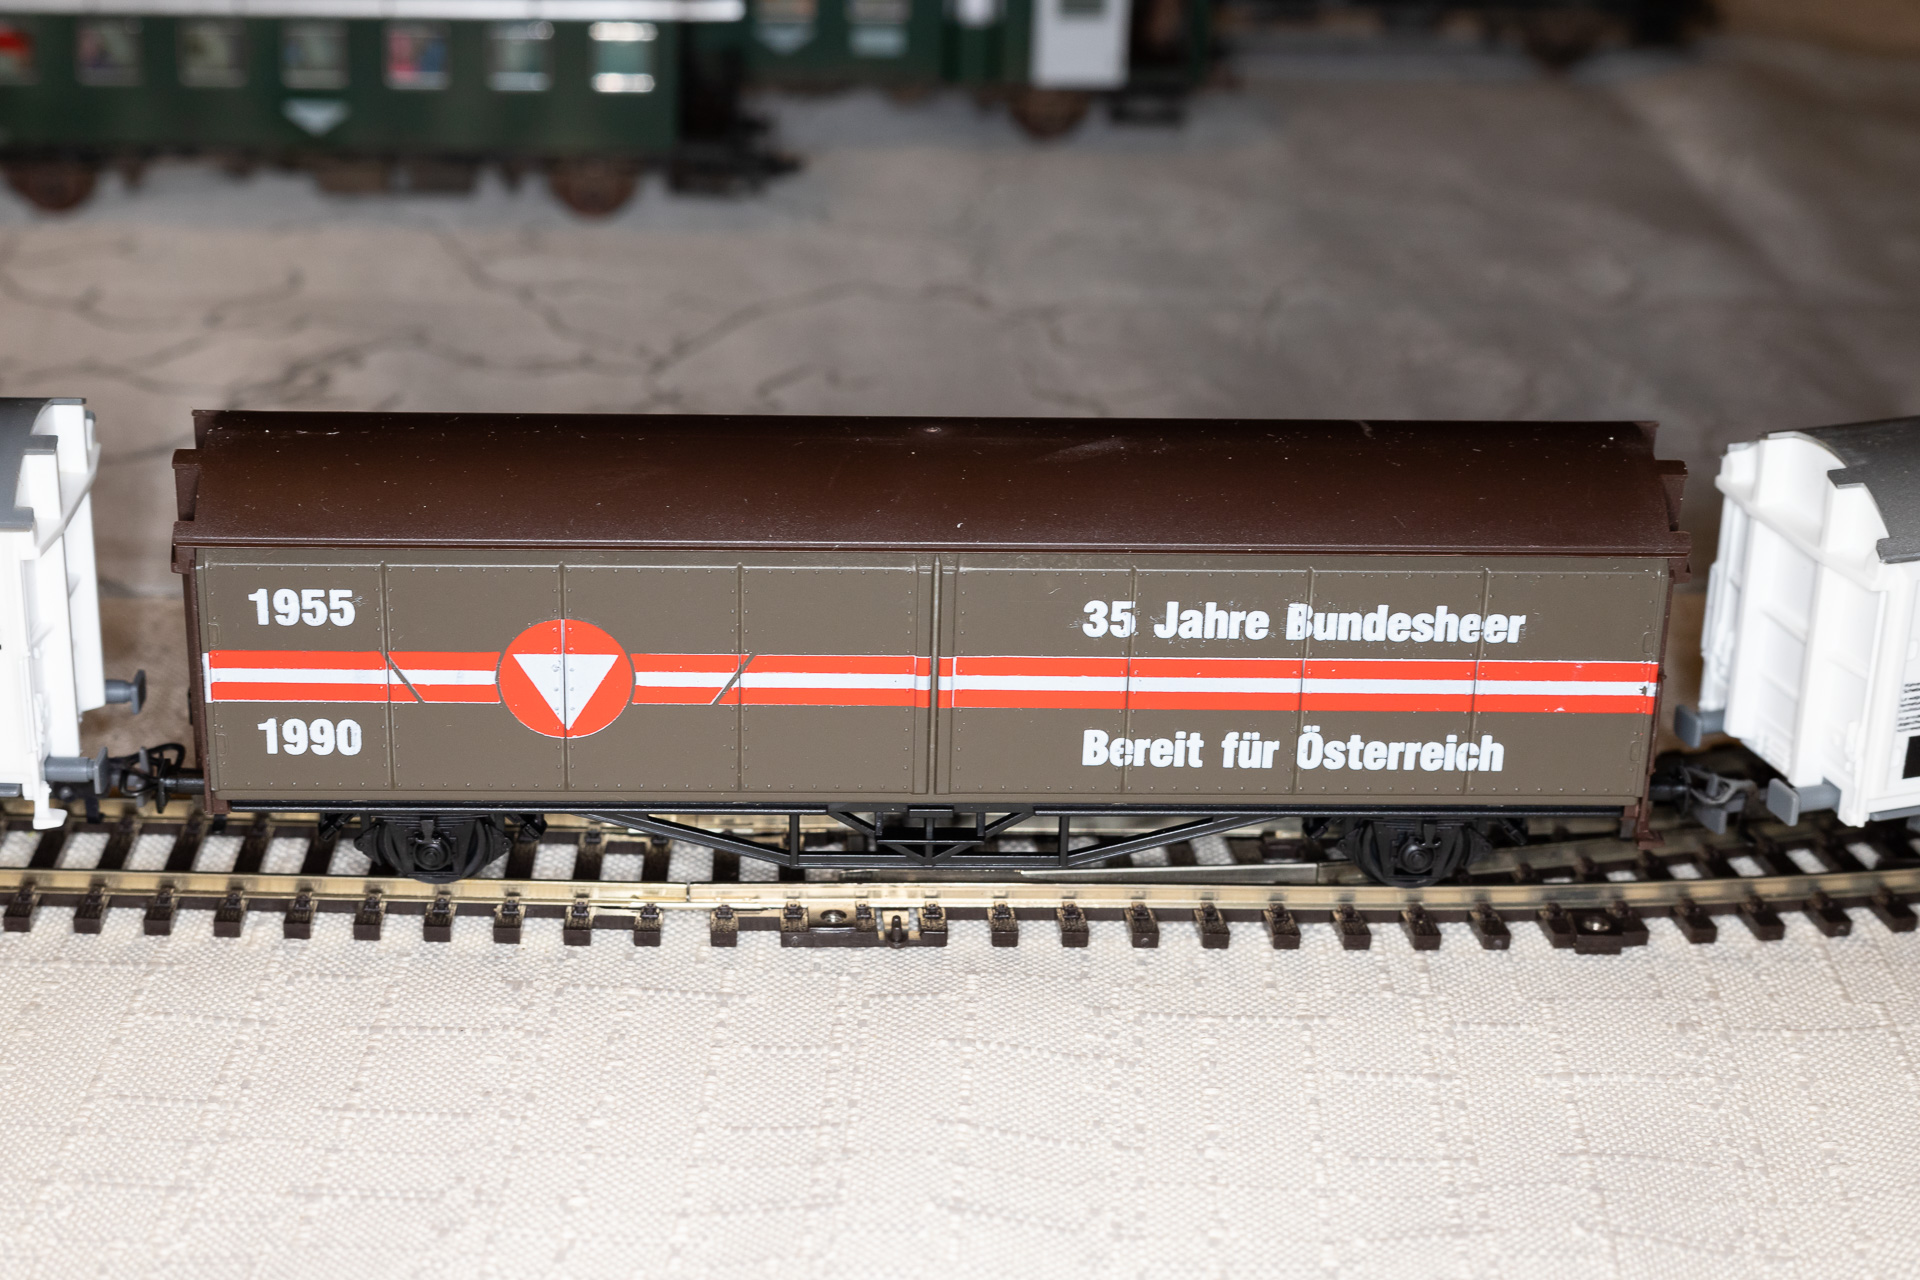 1955
35 Jahre Bundesheer
1990
Bereit für Österreich